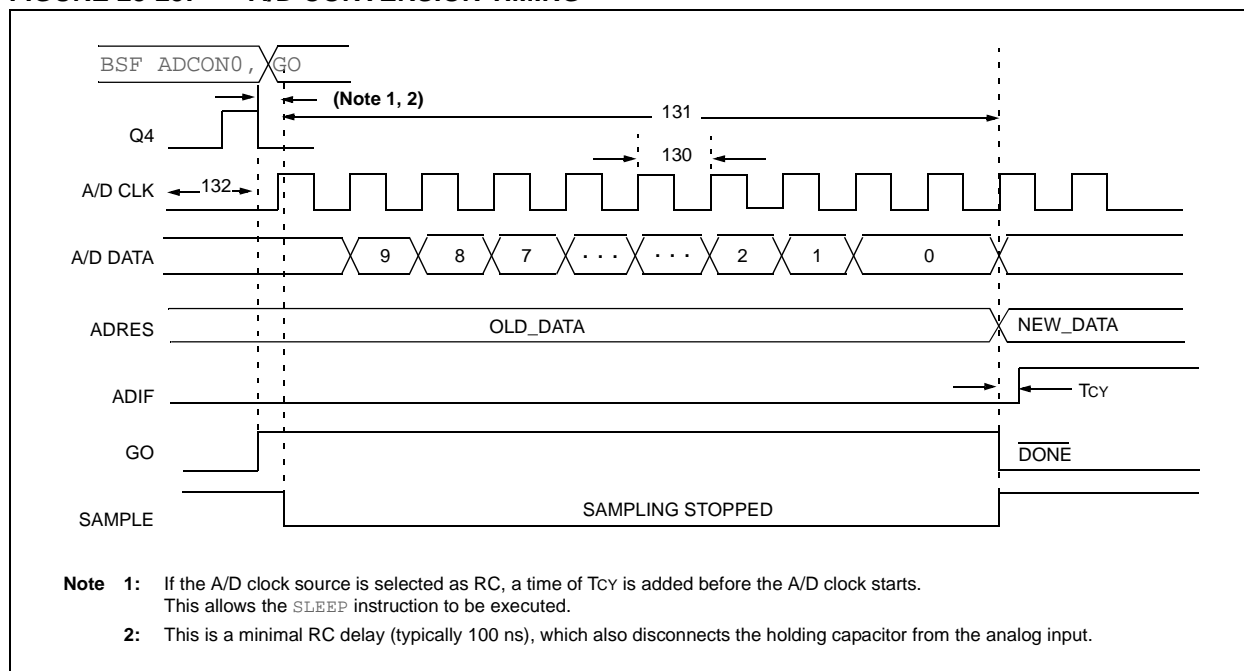 BSF ADCON0, GO
(Note 1, 2)
131
Q4
130
A/D CLK
132
A/D DATA
9 8 7 . . . . . . 2 1 0
ADRES
OLD_DATA
NEW_DATA
ADIF
TCY
GO
DONE
SAMPLE
SAMPLING STOPPED
Note 1: If the A/D clock source is selected as RC, a time of TCY is added before the A/D clock starts.
This allows the SLEEP instruction to be executed.
2: This is a minimal RC delay (typically 100 ns), which also disconnects the holding capacitor from the analog input.